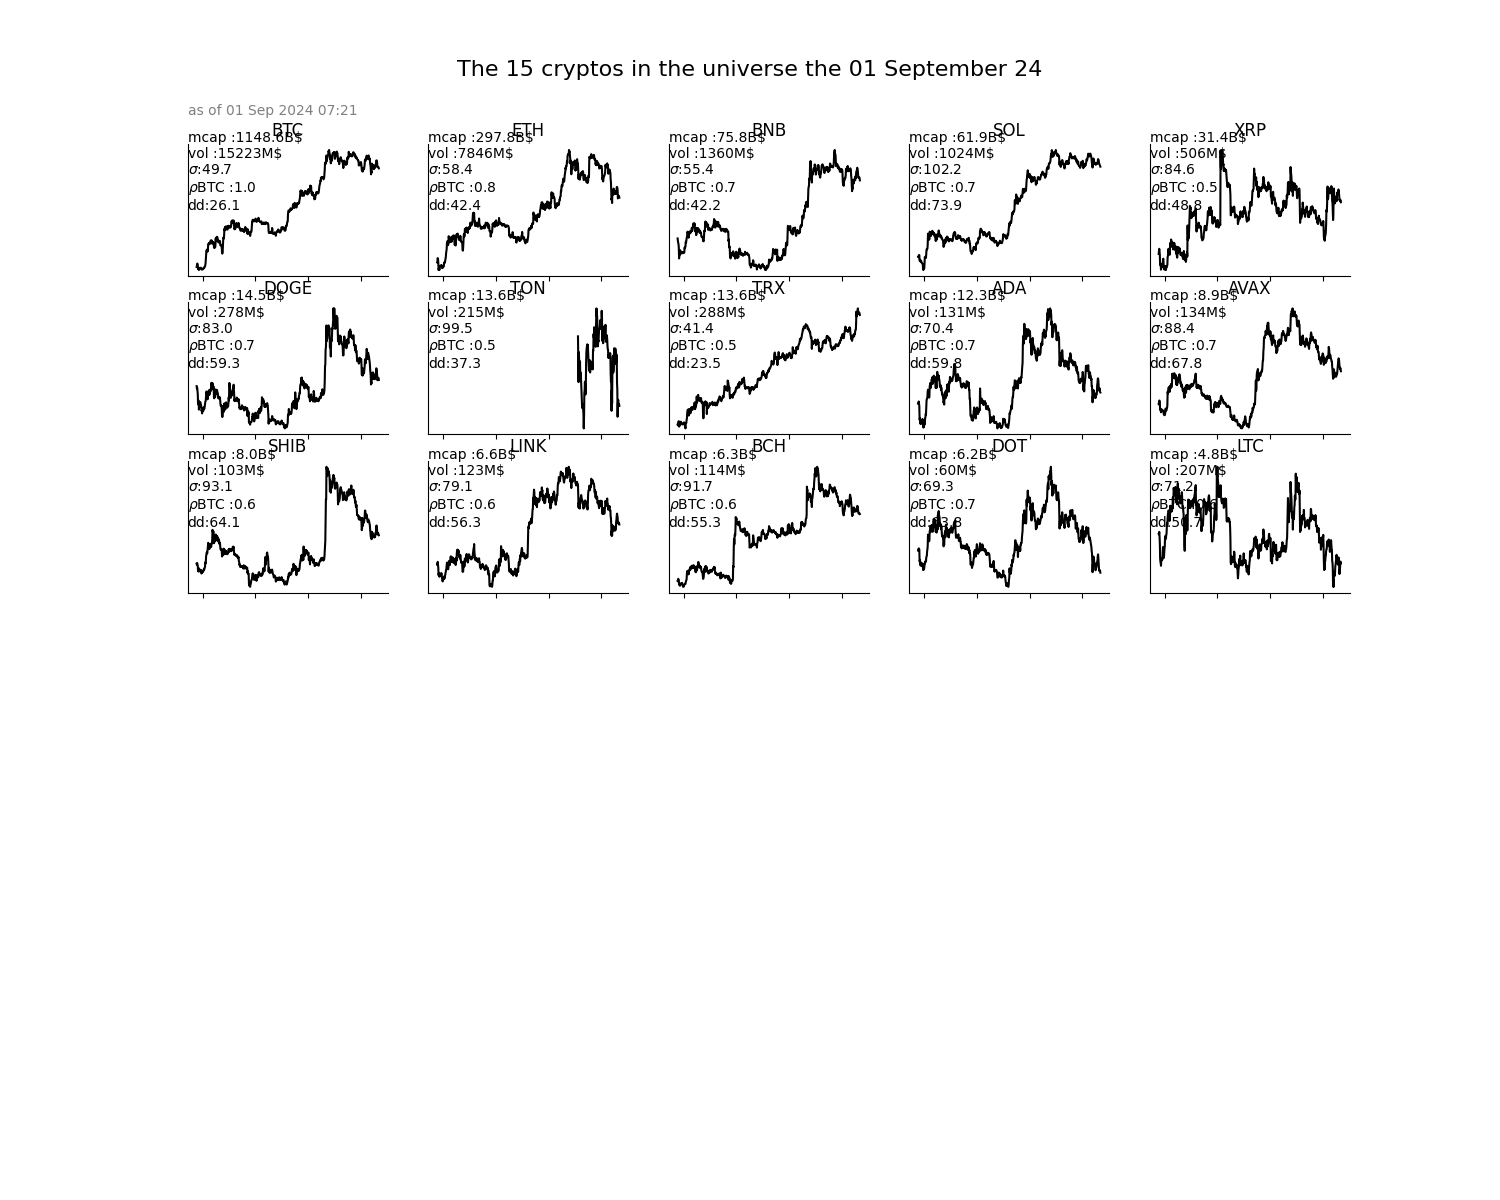 The 15 cryptos in the universe the 01 September 24
as of 01 Sep 2024 07:21
BTC
mcap :1148.6B$
vol :15223M$
σ:49.7
ρBTC :1.0
dd:26.1
ETH
mcap :297.8B$
vol :7846M$
σ:58.4
ρBTC :0.8
dd:42.4
BNB
mcap :75.8B$
vol :1360M$
σ:55.4
ρBTC :0.7
dd:42.2
SOL
mcap :61.9B$
vol :1024M$
σ:102.2
ρBTC :0.7
dd:73.9
XRP
mcap :31.4B$
vol :506M$
σ:84.6
ρBTC :0.5
dd:48.8
DOGE
mcap :14.5B$
vol :278M$
σ:83.0
ρBTC :0.7
dd:59.3
TON
mcap :13.6B$
vol :215M$
σ:99.5
ρBTC :0.5
dd:37.3
TRX
mcap :13.6B$
vol :288M$
σ:41.4
ρBTC :0.5
dd:23.5
ADA
mcap :12.3B$
vol :131M$
σ:70.4
ρBTC :0.7
dd:59.8
AVAX
mcap :8.9B$
vol :134M$
σ:88.4
ρBTC :0.7
dd:67.8
SHIB
mcap :8.0B$
vol :103M$
σ:93.1
ρBTC :0.6
dd:64.1
LINK
mcap :6.6B$
vol :123M$
σ:79.1
ρBTC :0.6
dd:56.3
BCH
mcap :6.3B$
vol :114M$
σ:91.7
ρBTC :0.6
dd:55.3
DOT
mcap :6.2B$
vol :60M$
σ:69.3
ρBTC :0.7
LTC
mcap :4.8B$
vol :207M$
σ:71.2
ρBTC :0.6
dd:50.7